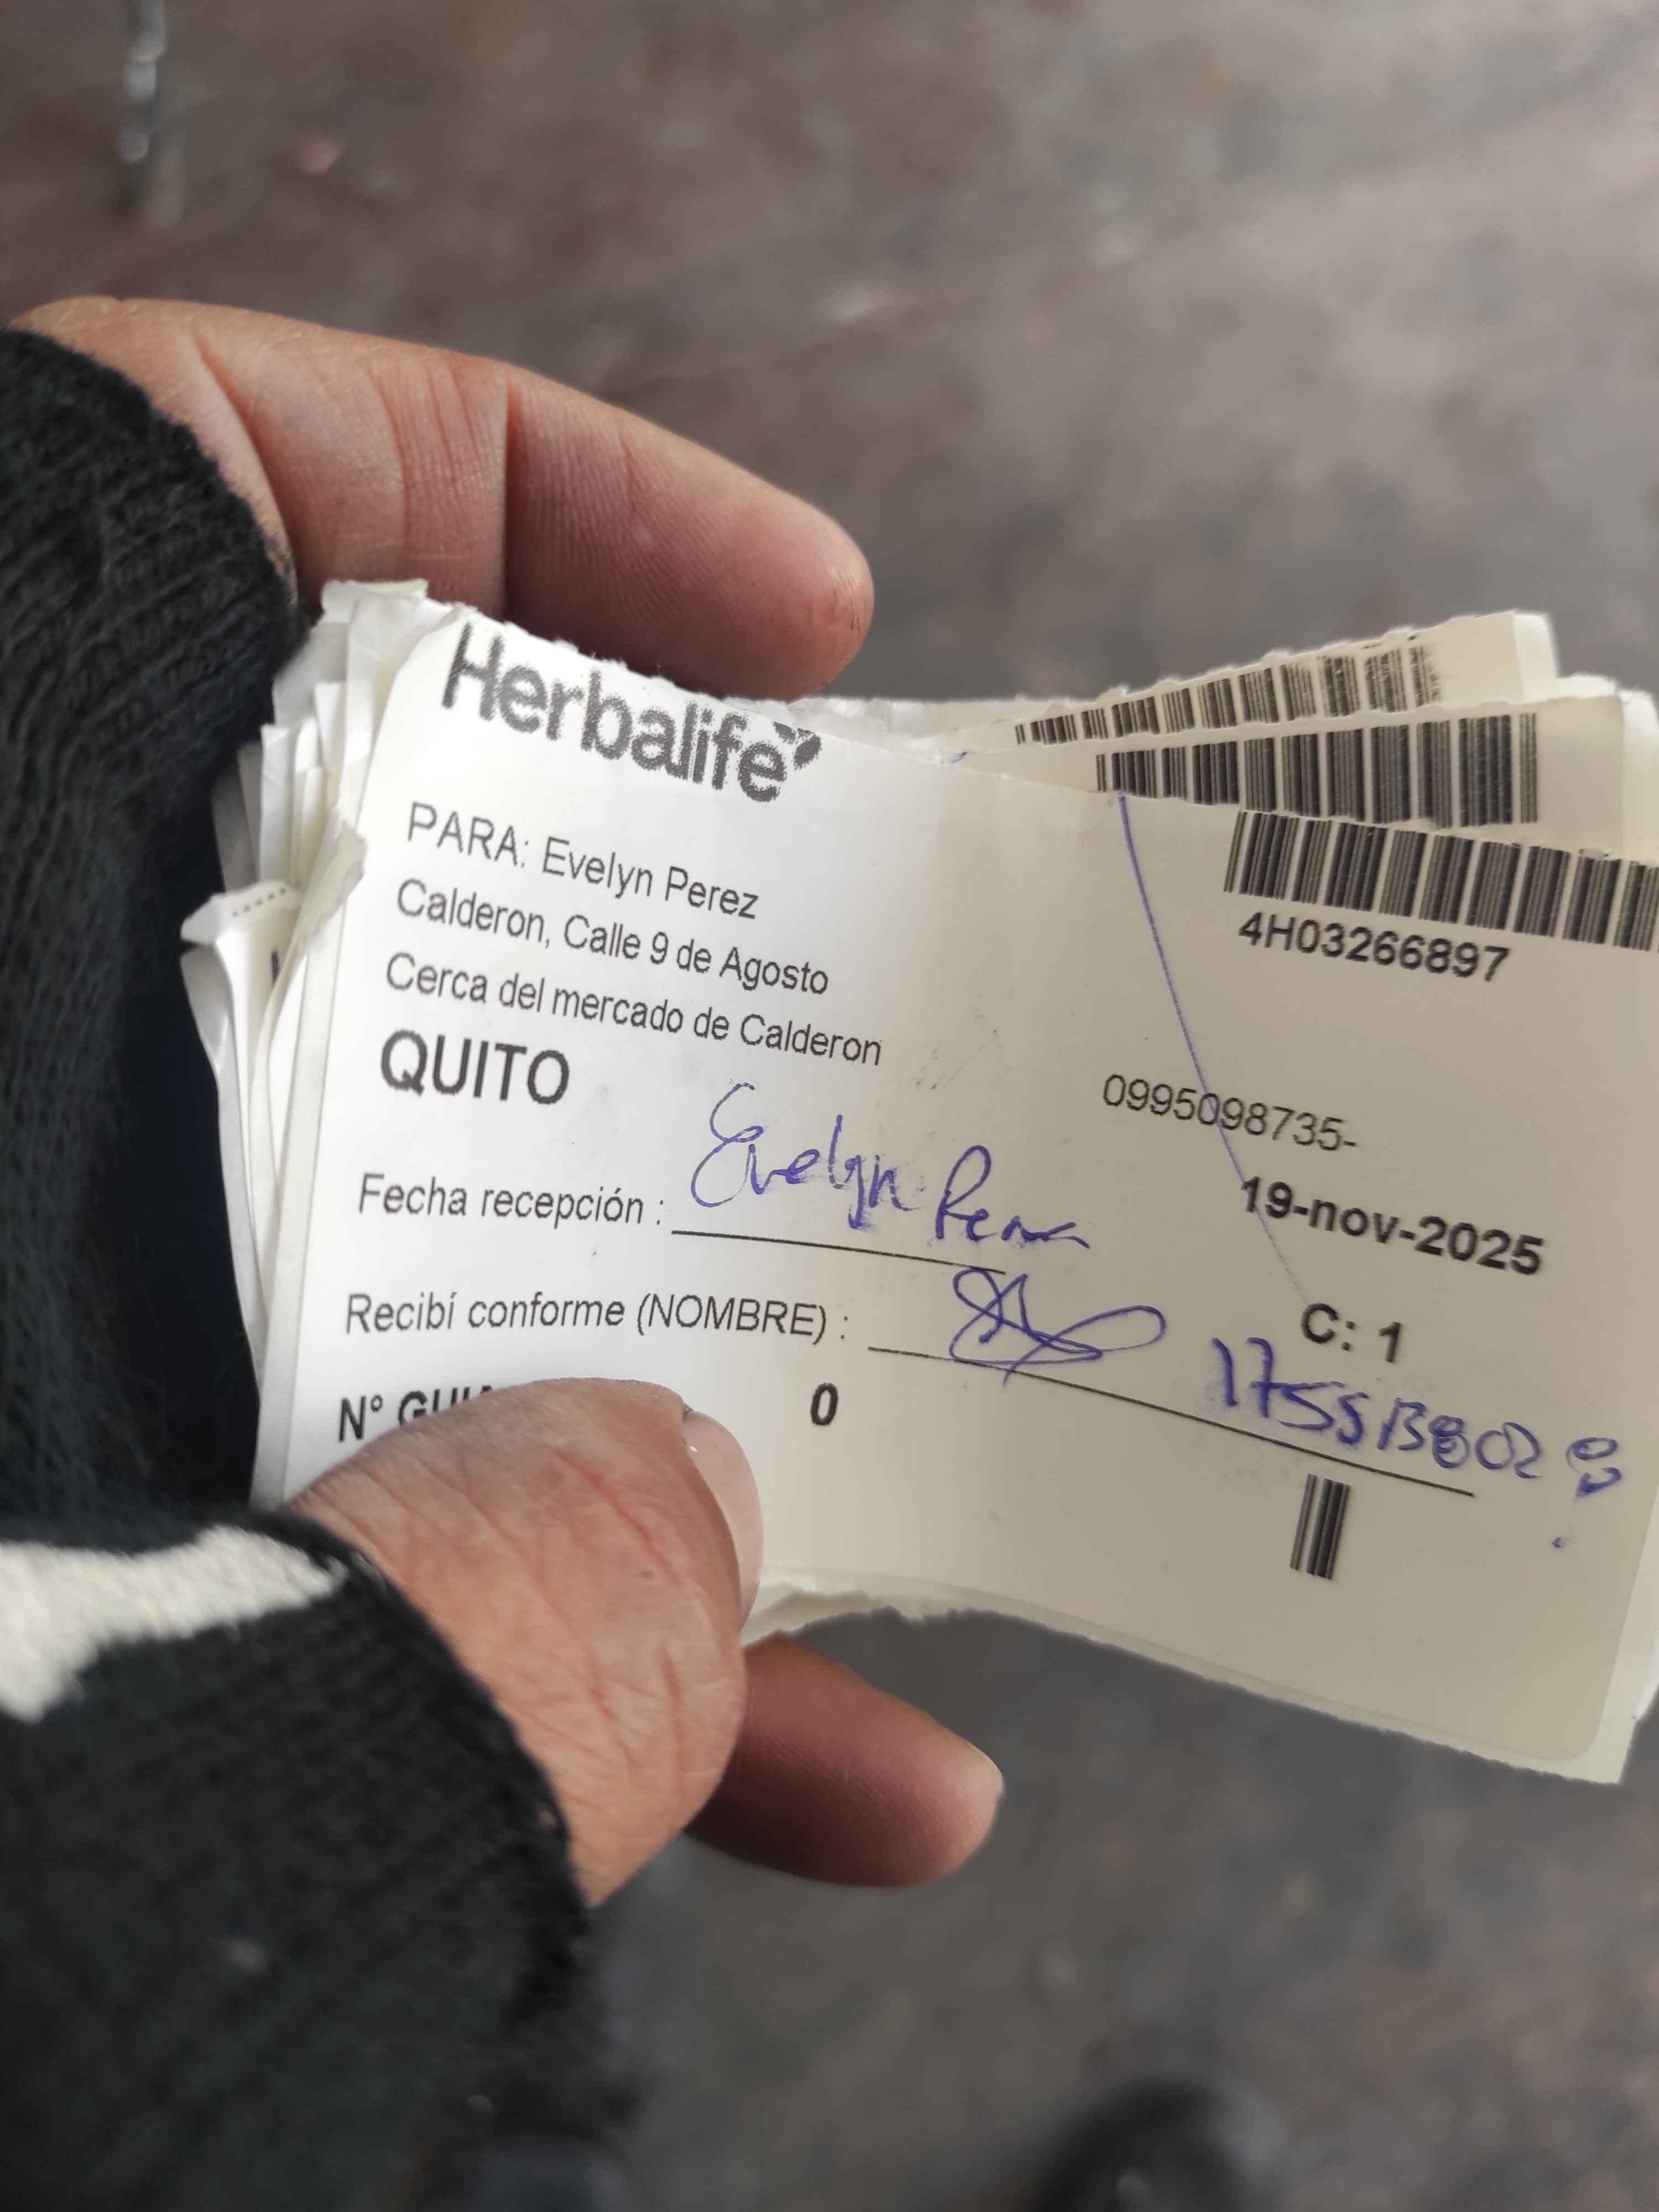 Herbalife
4H03266897
PARA: Evelyn Perez
Calderon, Calle 9 de Agosto
Cerca del mercado de Calderon
QUITO
0995098735-
19-nov-2025
Fecha recepción : Evelyn
C: 1
Recibí conforme (NOMBRE) :
N°
0